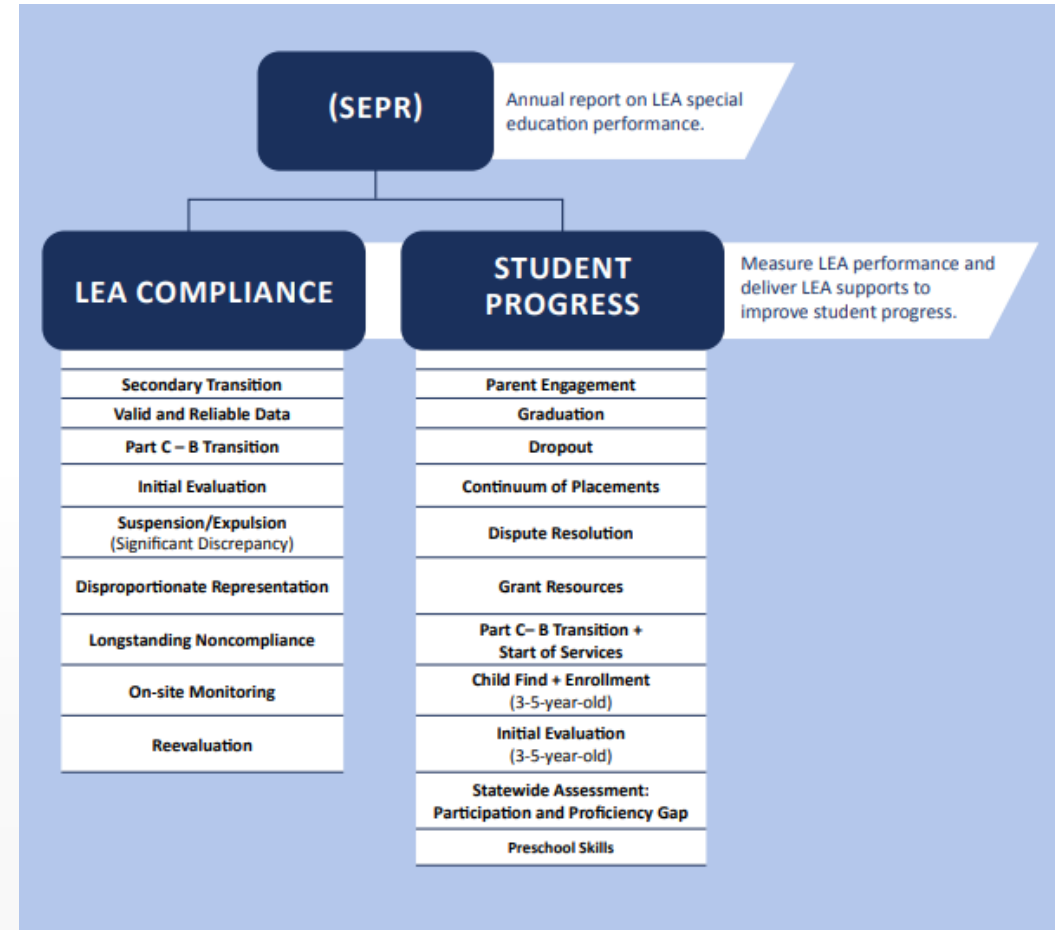 (SEPR)
Annual report on LEA special
education performance.
LEA COMPLIANCE
STUDENT
PROGRESS
Measure LEA performance and
deliver LEA supports to
improve student progress.
Secondary Transition
Valid and Reliable Data
Part C – B Transition
Initial Evaluation
Suspension/Expulsion
(Significant Discrepancy)
Disproportionate Representation
Longstanding Noncompliance
On-site Monitoring
Reevaluation
Parent Engagement
Graduation
Dropout
Continuum of Placements
Dispute Resolution
Grant Resources
Part C– B Transition +
Start of Services
Child Find + Enrollment
(3-5-year-old)
Initial Evaluation
(3-5-year-old)
Statewide Assessment:
Participation and Proficiency Gap
Preschool Skills